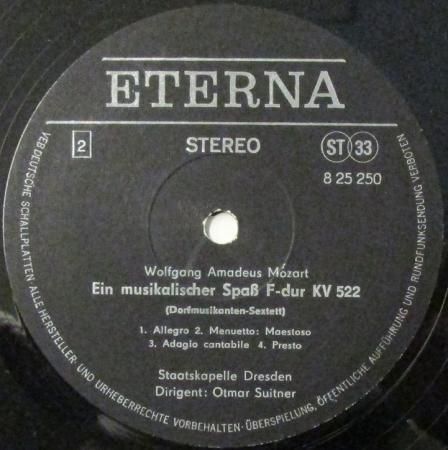 ETERNA
2
STEREO
ST 33
8 25 250
Wolfgang Amadeus Mozart
Ein musikalischer Spaß F-dur KV 522
(Dorfmusikanten-Sextett)
1. Allegro 2. Menuetto: Maestoso
3. Adagio cantabile 4. Presto
Staatskapelle Dresden
Dirigent: Otmar Suitner
VEB DEUTSCHE SCHALLPLATTEN ALLE HERSTELLER- UND URHEBERRECHTE VORBEHALTEN · ÜBERSPIELUNG, ÖFFENTLICHE AUFFÜHRUNG UND RUNDFUNKSENDUNG VERBOTEN